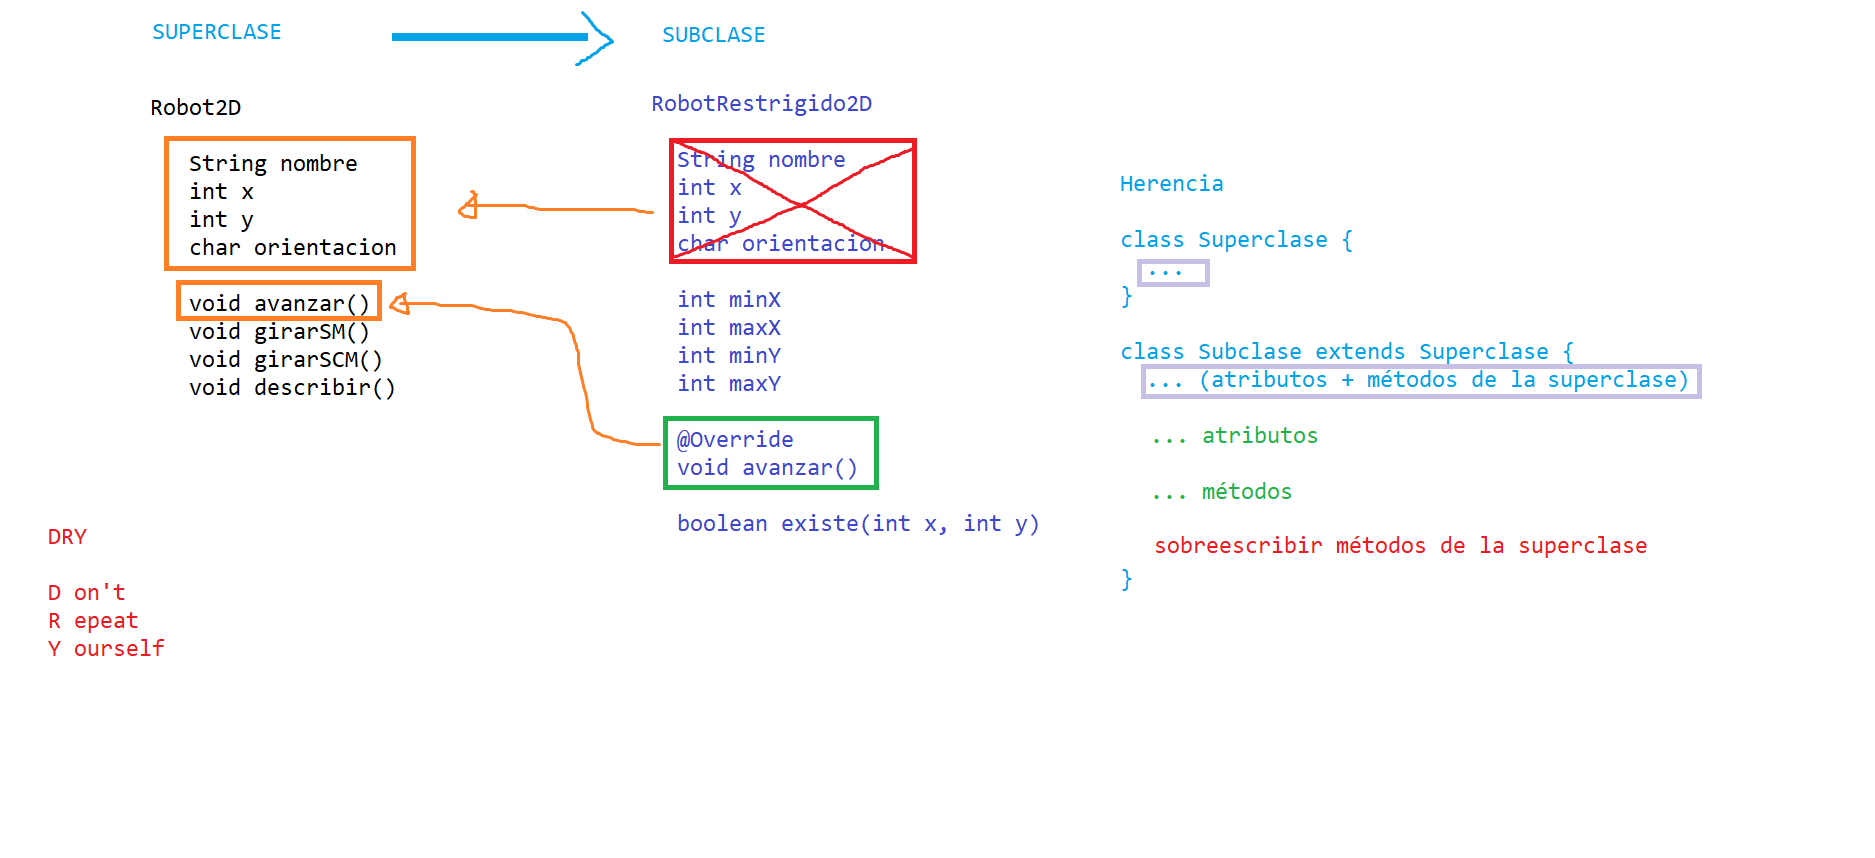 SUPERCLASE
SUBCLASE
Robot2D
String nombre
int x
int y
char orientacion
void avanzar()
void girarSM()
void girarSCM()
void describir()
DRY
D on't
R epeat
Y ourself
RobotRestrigido2D
String nombre
int x
int y
char orientacion
int minX
int maxX
int minY
int maxY
@Override
void avanzar()
boolean existe(int x, int y)
Herencia
class Superclase {
...
}
class Subclase extends Superclase {
... (atributos + métodos de la superclase)
... atributos
... métodos
sobreescribir métodos de la superclase
}